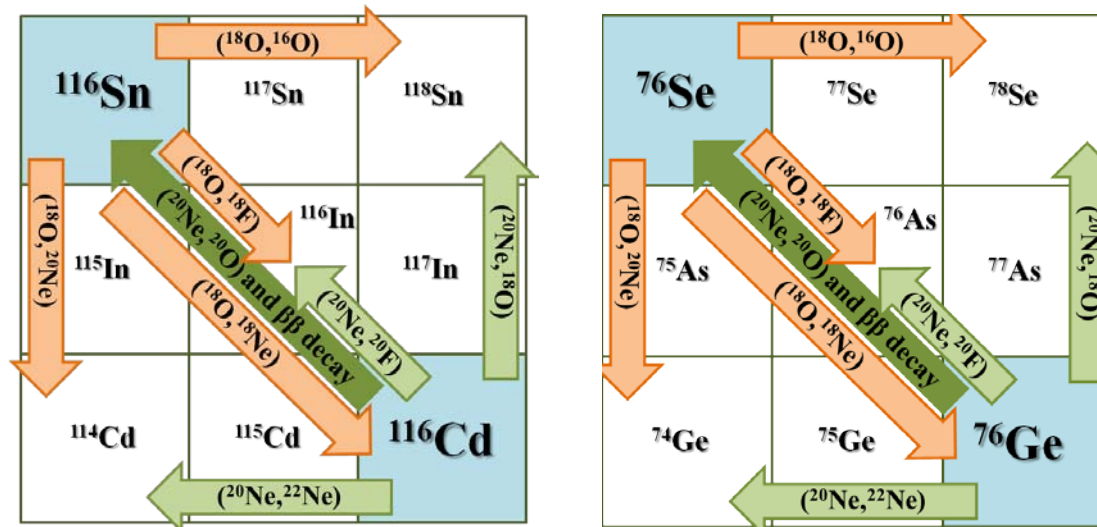 (¹⁸O,¹⁶O)
¹¹⁶Sn
¹¹⁷Sn
¹¹⁸Sn
(¹⁸O,²⁰Ne)
(¹⁸O,¹⁸F)
(²⁰Ne,²⁰O) and ββ decay
(¹⁸O,¹⁸Ne)
¹¹⁵In
¹¹⁶In
¹¹⁷In
(²⁰Ne,¹⁸O)
(²⁰Ne,²⁰F)
¹¹⁴Cd
¹¹⁵Cd
¹¹⁶Cd
(²⁰Ne,²²Ne)
(¹⁸O,¹⁶O)
⁷⁶Se
⁷⁷Se
⁷⁸Se
(¹⁸O,²⁰Ne)
(¹⁸O,¹⁸F)
(²⁰Ne,²⁰O) and ββ decay
(¹⁸O,¹⁸Ne)
⁷⁵As
⁷⁶As
⁷⁷As
(²⁰Ne,¹⁸O)
(²⁰Ne,²⁰F)
⁷⁴Ge
⁷⁵Ge
⁷⁶Ge
(²⁰Ne,²²Ne)